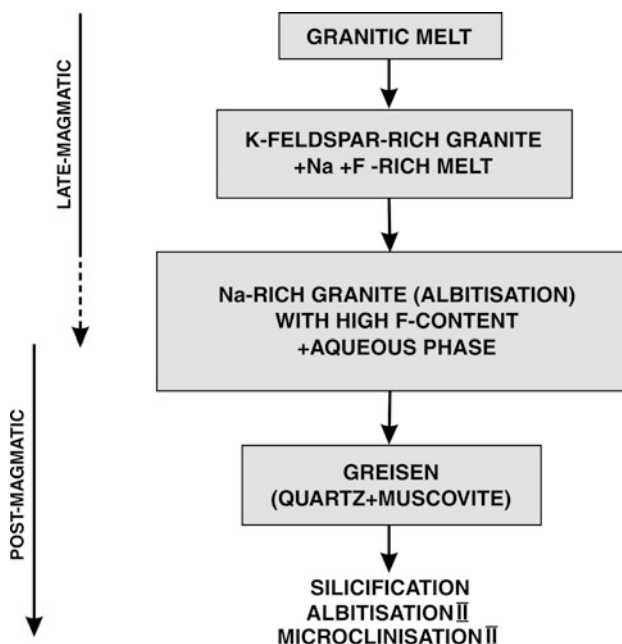 GRANITIC MELT
K-FELDSPAR-RICH GRANITE
+Na +F -RICH MELT
LATE-MAGMATIC
Na-RICH GRANITE (ALBITISATION)
WITH HIGH F-CONTENT
+AQUEOUS PHASE
POST-MAGMATIC
GREISEN
(QUARTZ+MUSCOVITE)
SILICIFICATION
ALBITISATION II
MICROCLINISATION II